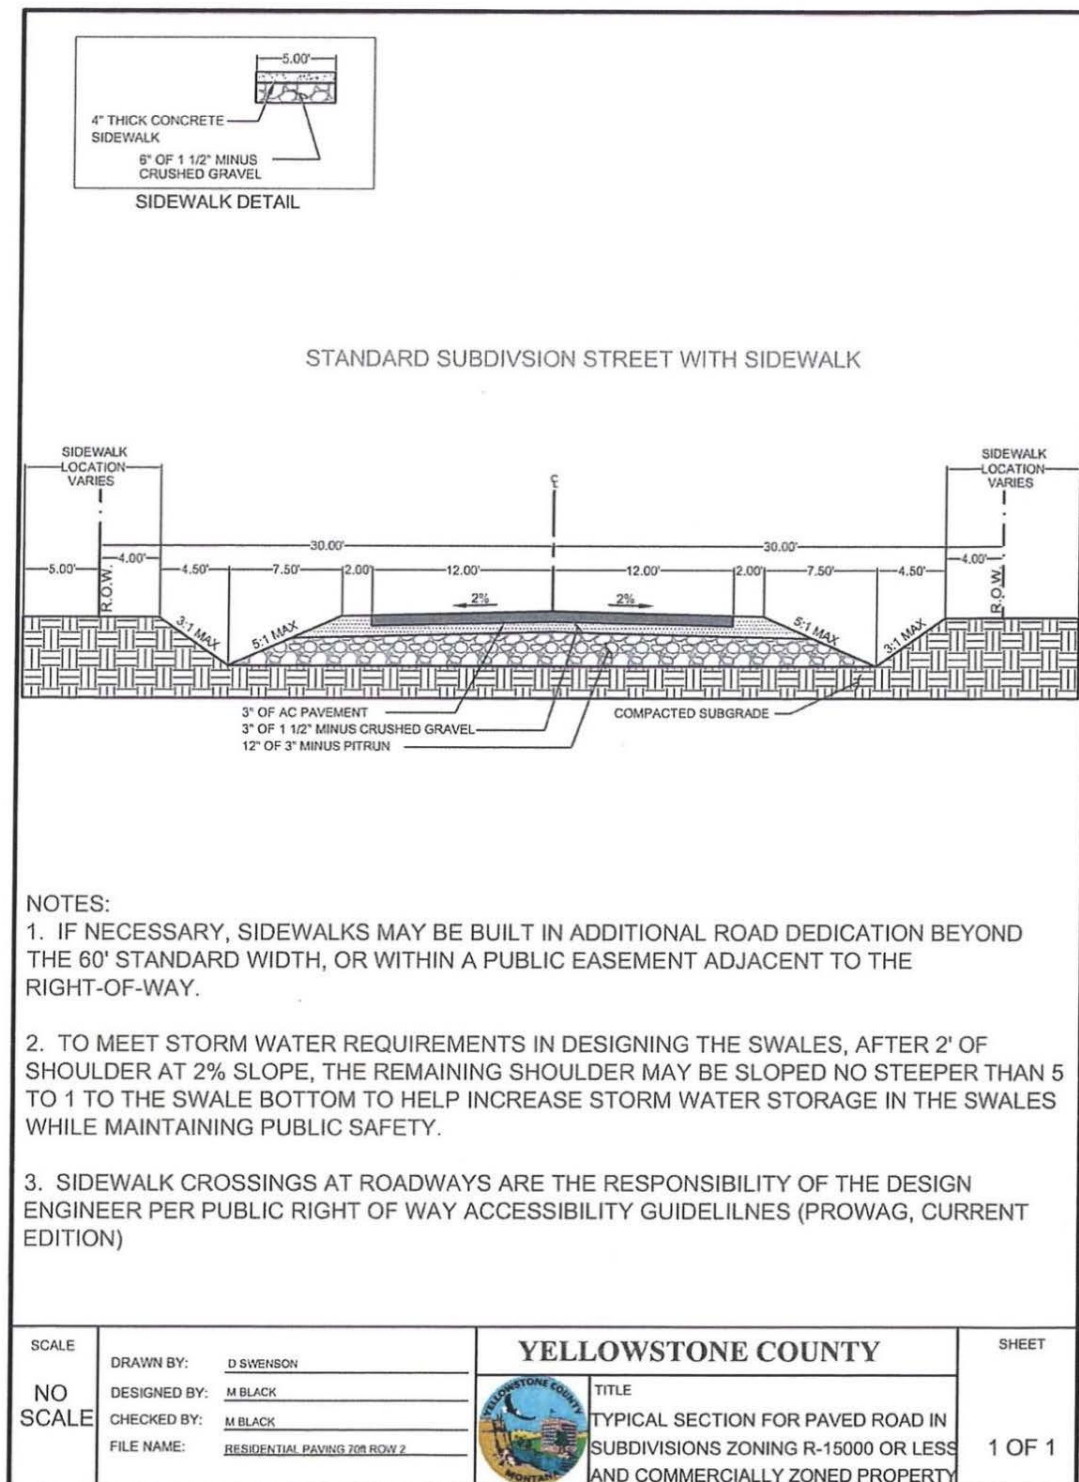 5.00'
4" THICK CONCRETE
SIDEWALK
6" OF 1 1/2" MINUS
CRUSHED GRAVEL
SIDEWALK DETAIL
STANDARD SUBDIVSION STREET WITH SIDEWALK
SIDEWALK
LOCATION
VARIES
℄
SIDEWALK
LOCATION
VARIES
30.00' 30.00'
4.00' 4.00'
5.00' 4.50' 7.50' 2.00' 12.00' 12.00' 2.00' 7.50' 4.50'
R.O.W. R.O.W.
2% 2%
3:1 MAX 5:1 MAX 5:1 MAX 3:1 MAX
3" OF AC PAVEMENT
3" OF 1 1/2" MINUS CRUSHED GRAVEL
12" OF 3" MINUS PITRUN
COMPACTED SUBGRADE
NOTES:
1. IF NECESSARY, SIDEWALKS MAY BE BUILT IN ADDITIONAL ROAD DEDICATION BEYOND
THE 60' STANDARD WIDTH, OR WITHIN A PUBLIC EASEMENT ADJACENT TO THE
RIGHT-OF-WAY.
2. TO MEET STORM WATER REQUIREMENTS IN DESIGNING THE SWALES, AFTER 2' OF
SHOULDER AT 2% SLOPE, THE REMAINING SHOULDER MAY BE SLOPED NO STEEPER THAN 5
TO 1 TO THE SWALE BOTTOM TO HELP INCREASE STORM WATER STORAGE IN THE SWALES
WHILE MAINTAINING PUBLIC SAFETY.
3. SIDEWALK CROSSINGS AT ROADWAYS ARE THE RESPONSIBILITY OF THE DESIGN
ENGINEER PER PUBLIC RIGHT OF WAY ACCESSIBILITY GUIDELILNES (PROWAG, CURRENT
EDITION)
SCALE
NO
SCALE
DRAWN BY: D SWENSON
DESIGNED BY: M BLACK
CHECKED BY: M BLACK
FILE NAME: RESIDENTIAL PAVING 70ft ROW 2
YELLOWSTONE COUNTY
YELLOWSTONE COUNTY
MONTANA
TITLE
TYPICAL SECTION FOR PAVED ROAD IN
SUBDIVISIONS ZONING R-15000 OR LESS
AND COMMERCIALLY ZONED PROPERTY
SHEET
1 OF 1